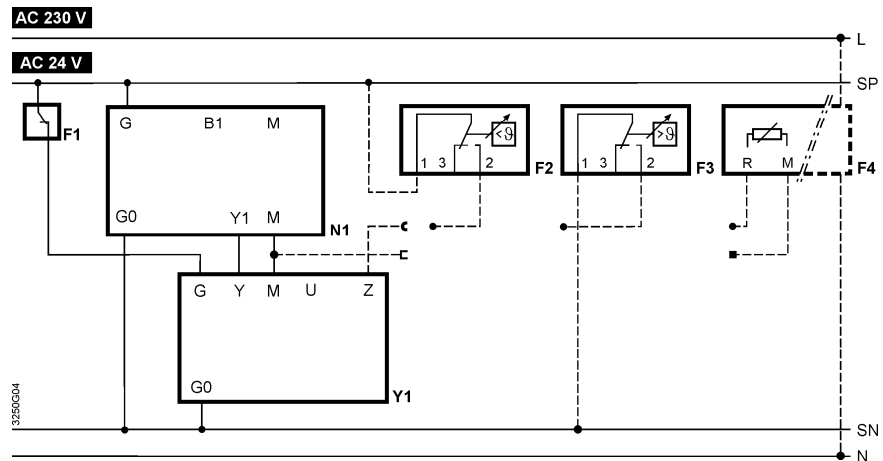 AC 230 V
L
AC 24 V
SP
F1
G B1 M
G0 Y1 M
N1
<ϑ
1 3 2
F2
>ϑ
1 3 2
F3
R M
F4
G Y M U Z
G0
Y1
3250G04
SN
N